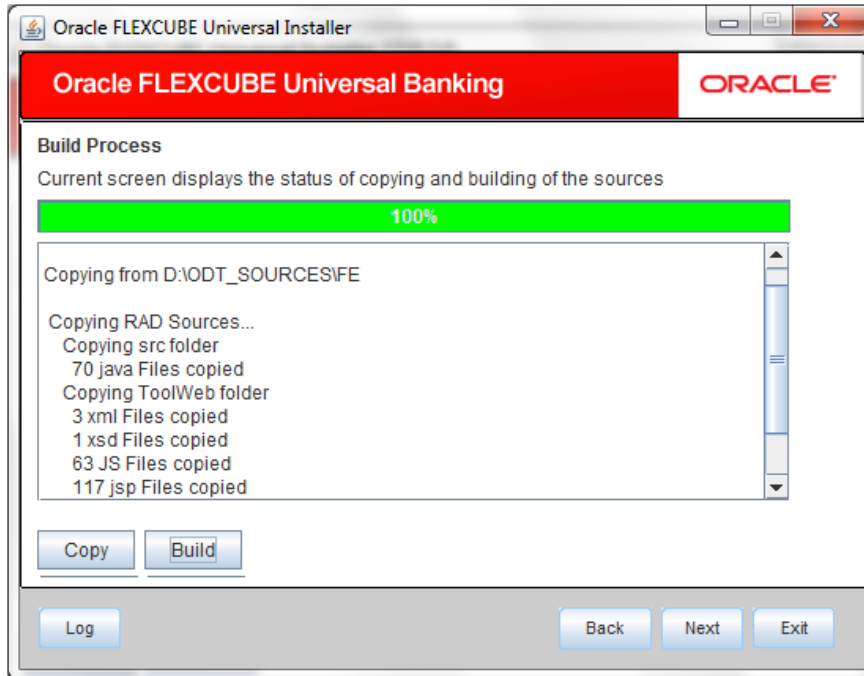 Oracle FLEXCUBE Universal Installer
Oracle FLEXCUBE Universal Banking
ORACLE
Build Process
Current screen displays the status of copying and building of the sources
100%
Copying from D:\ODT_SOURCES\FE
Copying RAD Sources...
Copying src folder
70 java Files copied
Copying ToolWeb folder
3 xml Files copied
1 xsd Files copied
63 JS Files copied
117 jsp Files copied
Copy Build
Log Back Next Exit